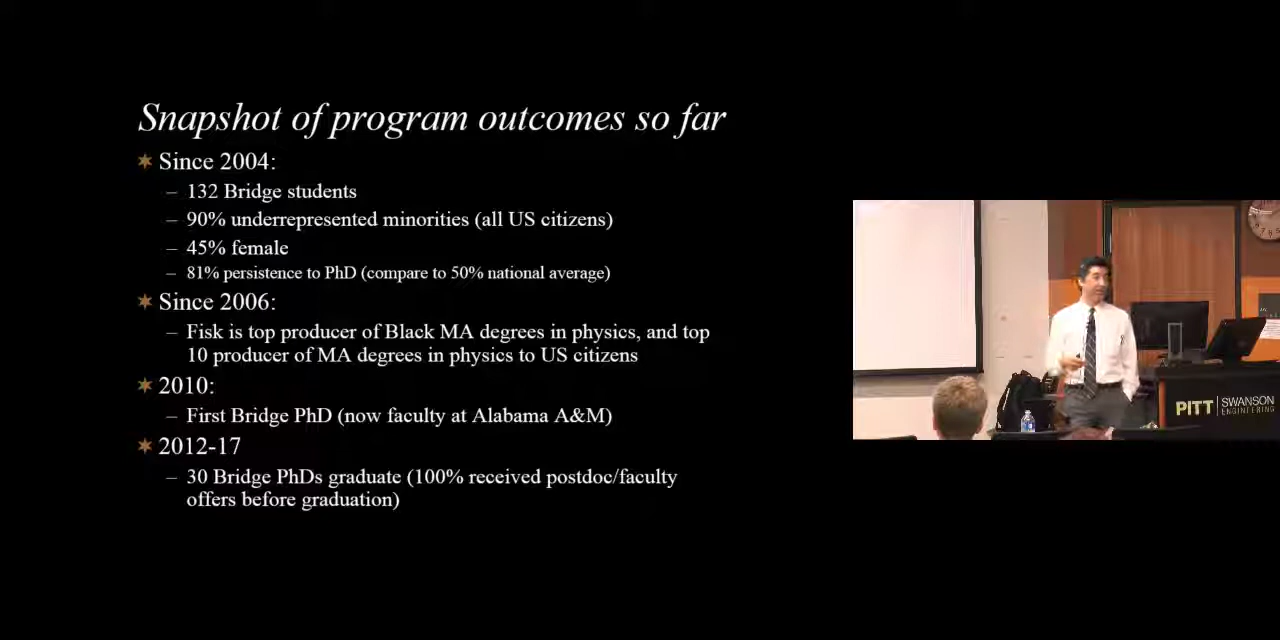 Snapshot of program outcomes so far
✶ Since 2004:
– 132 Bridge students
– 90% underrepresented minorities (all US citizens)
– 45% female
– 81% persistence to PhD (compare to 50% national average)
✶ Since 2006:
– Fisk is top producer of Black MA degrees in physics, and top
10 producer of MA degrees in physics to US citizens
✶ 2010:
– First Bridge PhD (now faculty at Alabama A&M)
✶ 2012-17
– 30 Bridge PhDs graduate (100% received postdoc/faculty
offers before graduation)
PITT | SWANSON
ENGINEERING